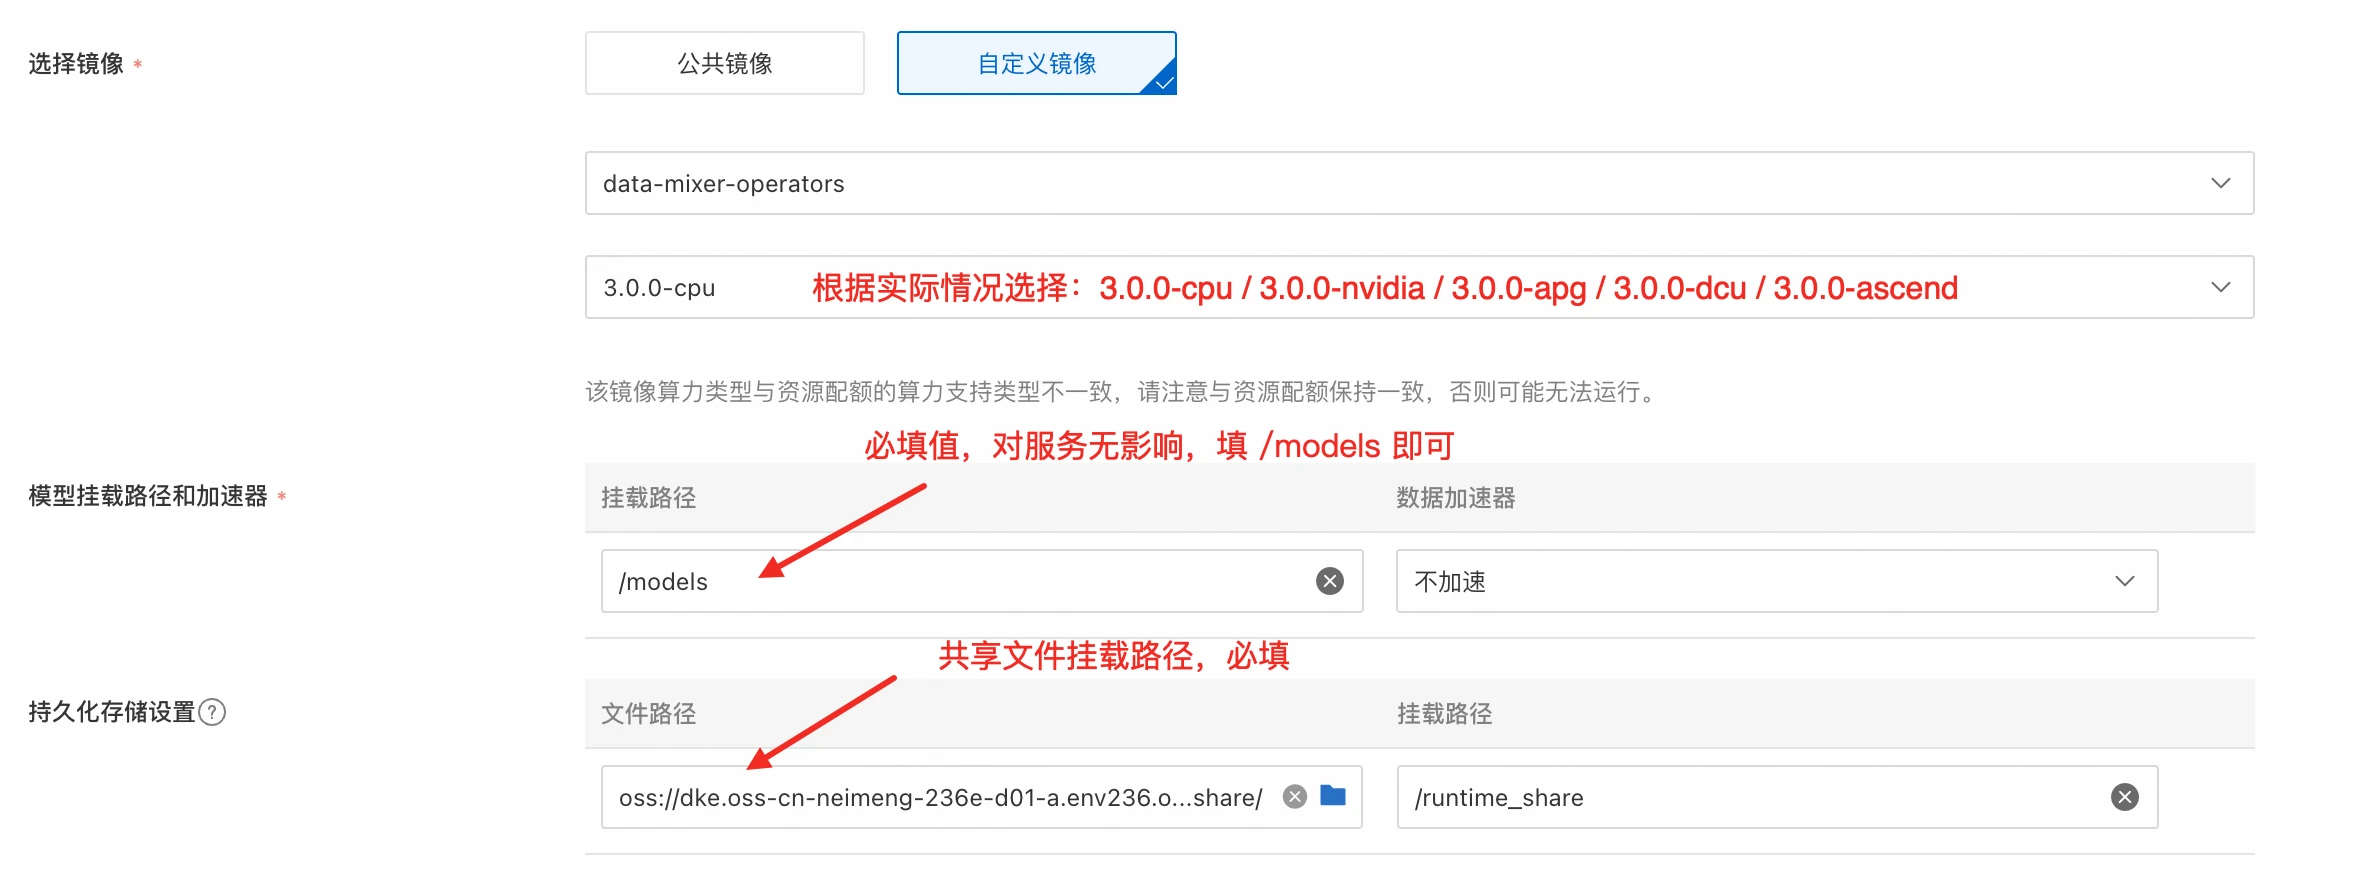 选择镜像 *
公共镜像
自定义镜像
data-mixer-operators
3.0.0-cpu
根据实际情况选择：3.0.0-cpu / 3.0.0-nvidia / 3.0.0-apg / 3.0.0-dcu / 3.0.0-ascend
该镜像算力类型与资源配额的算力支持类型不一致，请注意与资源配额保持一致，否则可能无法运行。
必填值，对服务无影响，填 /models 即可
模型挂载路径和加速器 *
挂载路径
数据加速器
/models
不加速
共享文件挂载路径，必填
持久化存储设置?
文件路径
挂载路径
oss://dke.oss-cn-neimeng-236e-d01-a.env236.o...share/
/runtime_share